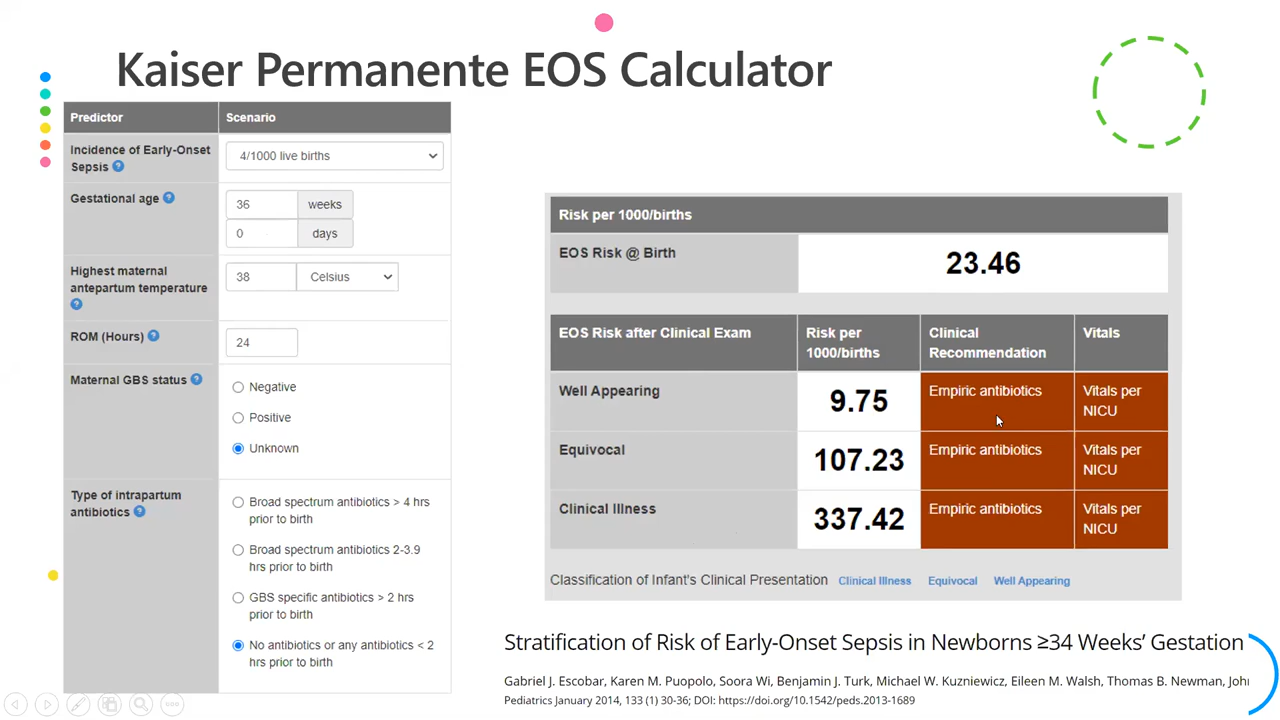 Kaiser Permanente EOS Calculator
Predictor
Scenario
Incidence of Early-Onset
Sepsis ?
4/1000 live births
Gestational age ?
36 weeks
0 days
Highest maternal
antepartum temperature
?
38 Celsius
ROM (Hours) ?
24
Maternal GBS status ?
Negative
Positive
Unknown
Type of intrapartum
antibiotics ?
Broad spectrum antibiotics > 4 hrs
prior to birth
Broad spectrum antibiotics 2-3.9
hrs prior to birth
GBS specific antibiotics > 2 hrs
prior to birth
No antibiotics or any antibiotics < 2
hrs prior to birth
Risk per 1000/births
EOS Risk @ Birth
23.46
EOS Risk after Clinical Exam
Risk per
1000/births
Clinical
Recommendation
Vitals
Well Appearing
9.75
Empiric antibiotics
Vitals per
NICU
Equivocal
107.23
Empiric antibiotics
Vitals per
NICU
Clinical Illness
337.42
Empiric antibiotics
Vitals per
NICU
Classification of Infant's Clinical Presentation Clinical Illness Equivocal Well Appearing
Stratification of Risk of Early-Onset Sepsis in Newborns ≥34 Weeks’ Gestation
Gabriel J. Escobar, Karen M. Puopolo, Soora Wi, Benjamin J. Turk, Michael W. Kuzniewicz, Eileen M. Walsh, Thomas B. Newman,
Pediatrics January 2014, 133 (1) 30-36; DOI: https://doi.org/10.1542/peds.2013-1689